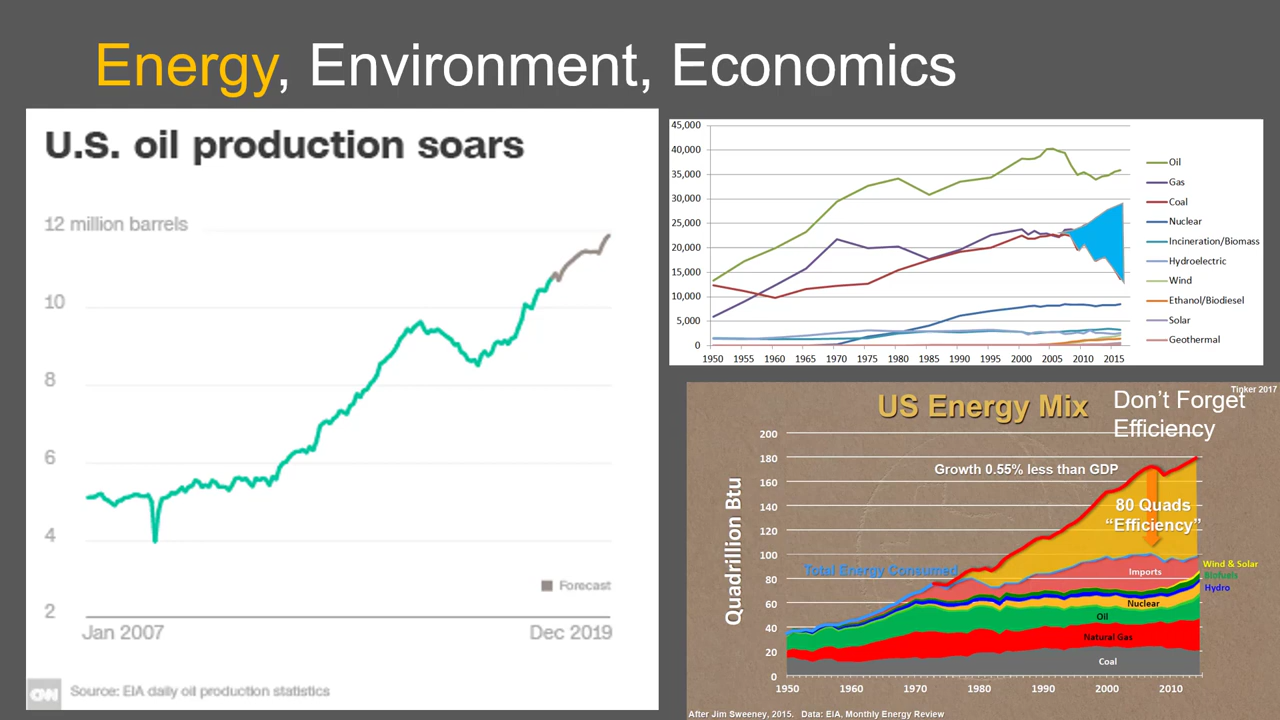 Energy, Environment, Economics
U.S. oil production soars
12 million barrels
10
8
6
4
2
Forecast
Jan 2007
Dec 2019
CNN
Source: EIA daily oil production statistics
45,000
40,000
35,000
30,000
25,000
20,000
15,000
10,000
5,000
0
1950 1955 1960 1965 1970 1975 1980 1985 1990 1995 2000 2005 2010 2015
Oil
Gas
Coal
Nuclear
Incineration/Biomass
Hydroelectric
Wind
Ethanol/Biodiesel
Solar
Geothermal
Tinker 2017
US Energy Mix
Don't Forget
Efficiency
Quadrillion Btu
200
180
160
140
120
100
80
60
40
20
0
Growth 0.55% less than GDP
80 Quads
"Efficiency"
Total Energy Consumed
Imports
Wind & Solar
Biofuels
Hydro
Nuclear
Oil
Natural Gas
Coal
1950 1960 1970 1980 1990 2000 2010
After Jim Sweeney, 2015. Data: EIA, Monthly Energy Review